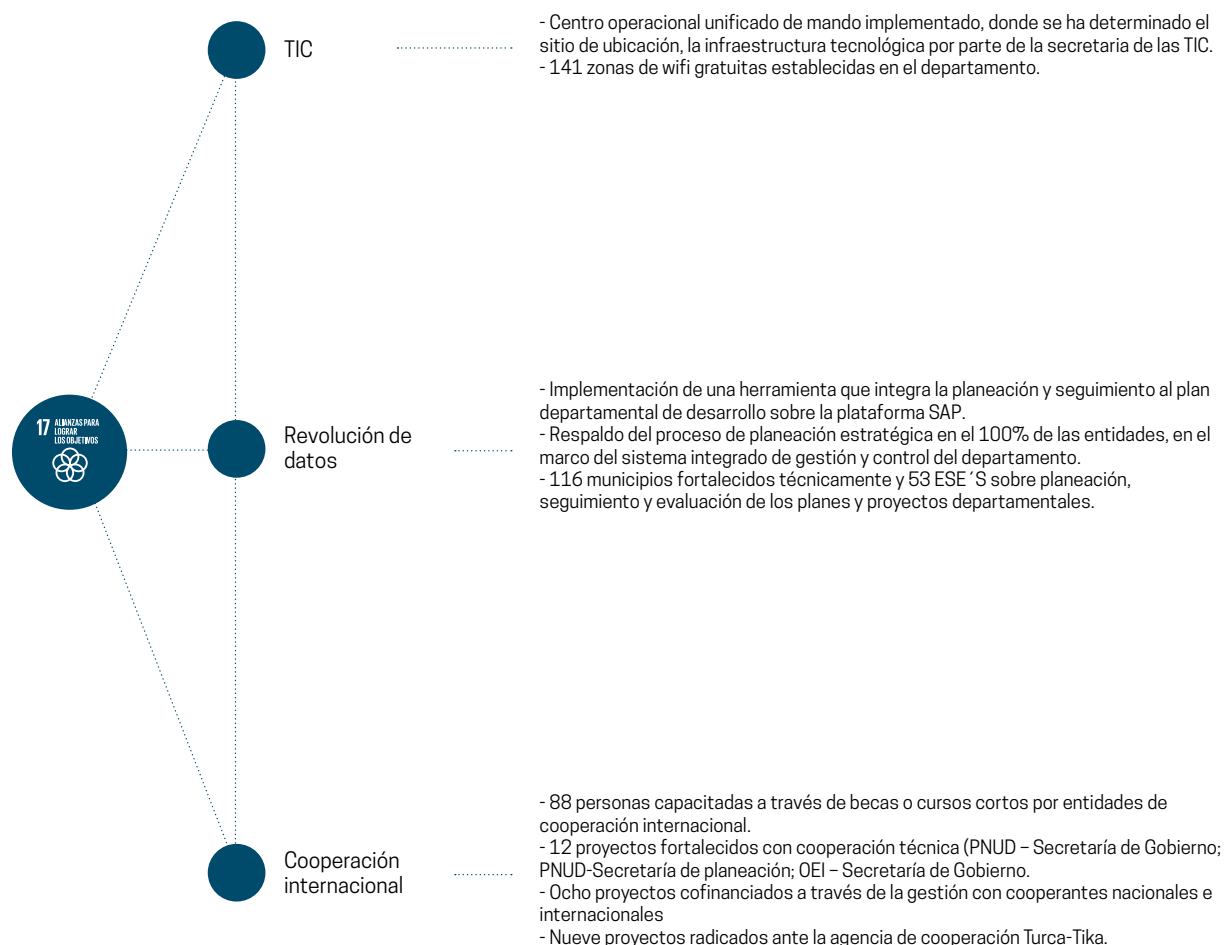 TIC
- Centro operacional unificado de mando implementado, donde se ha determinado el
sitio de ubicación, la infraestructura tecnológica por parte de la secretaria de las TIC.
- 141 zonas de wifi gratuitas establecidas en el departamento.
17 ALIANZAS PARA
LOGRAR
LOS OBJETIVOS
Revolución de
datos
- Implementación de una herramienta que integra la planeación y seguimiento al plan
departamental de desarrollo sobre la plataforma SAP.
- Respaldo del proceso de planeación estratégica en el 100% de las entidades, en el
marco del sistema integrado de gestión y control del departamento.
- 116 municipios fortalecidos técnicamente y 53 ESE´S sobre planeación,
seguimiento y evaluación de los planes y proyectos departamentales.
Cooperación
internacional
- 88 personas capacitadas a través de becas o cursos cortos por entidades de
cooperación internacional.
- 12 proyectos fortalecidos con cooperación técnica (PNUD – Secretaría de Gobierno;
PNUD-Secretaría de planeación; OEI – Secretaría de Gobierno.
- Ocho proyectos cofinanciados a través de la gestión con cooperantes nacionales e
internacionales
- Nueve proyectos radicados ante la agencia de cooperación Turca-Tika.